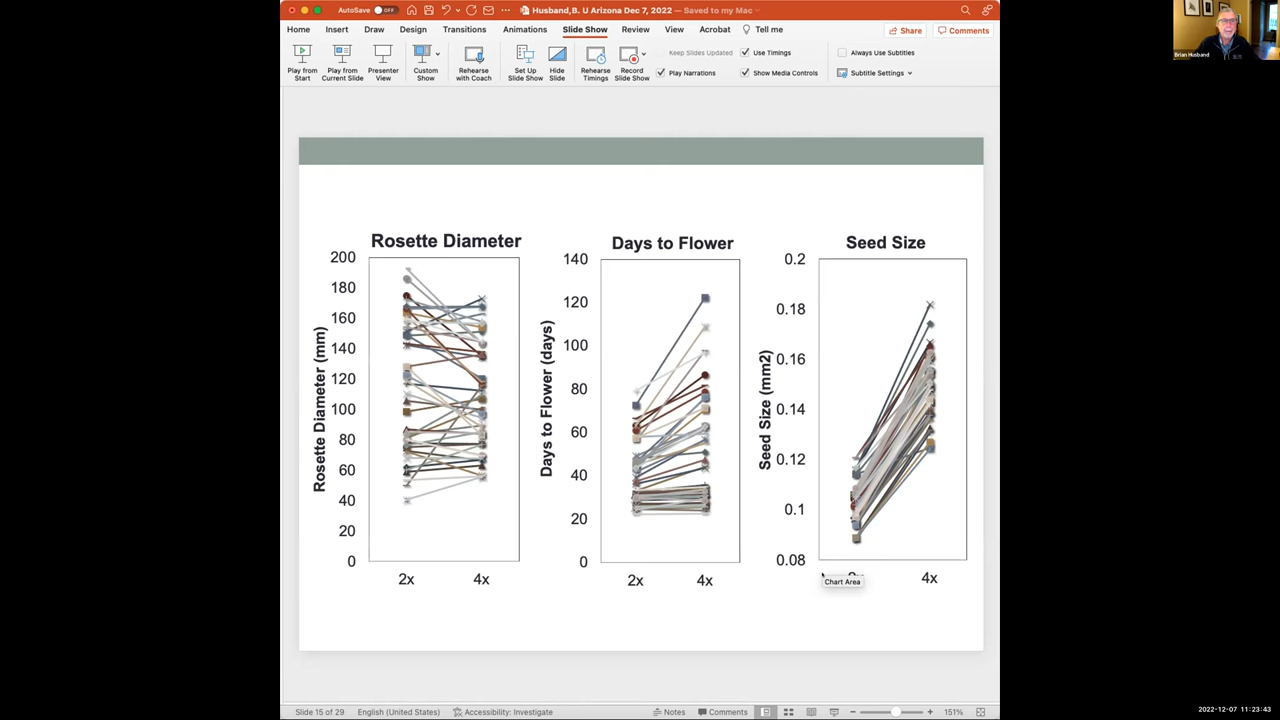 AutoSave OFF
Husband,B. U Arizona Dec 7, 2022 — Saved to my Mac
Home Insert Draw Design Transitions Animations Slide Show Review View Acrobat Tell me
Share Comments
Play from Start
Play from Current Slide
Presenter View
Custom Show
Rehearse with Coach
Set Up Slide Show
Hide Slide
Rehearse Timings
Record Slide Show
Keep Slides Updated
Use Timings
Play Narrations
Show Media Controls
Always Use Subtitles
Subtitle Settings
Brian Husband
Rosette Diameter
Rosette Diameter (mm)
200
180
160
140
120
100
80
60
40
20
0
2x 4x
Days to Flower
Days to Flower (days)
140
120
100
80
60
40
20
0
2x 4x
Seed Size
Seed Size (mm2)
0.2
0.18
0.16
0.14
0.12
0.1
0.08
4x
Chart Area
Slide 15 of 29 English (United States) Accessibility: Investigate
Notes Comments 151%
2022-12-07 11:23:43